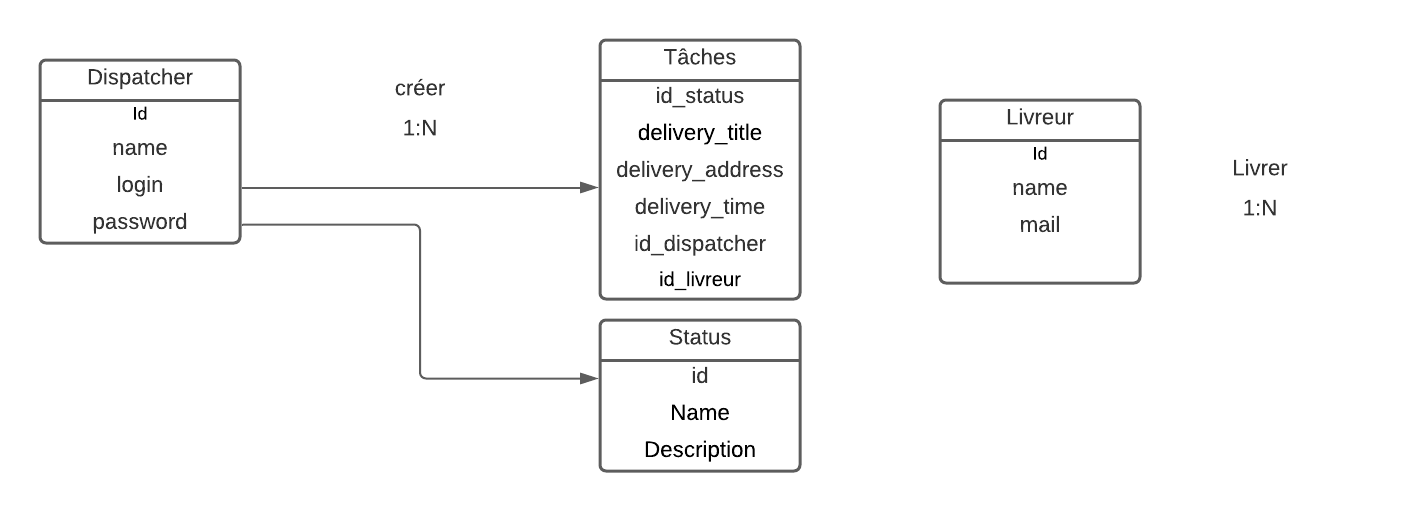 Dispatcher
Id
name
login
password
créer
1:N
Tâches
id_status
delivery_title
delivery_address
delivery_time
id_dispatcher
id_livreur
Status
id
Name
Description
Livreur
Id
name
mail
Livrer
1:N